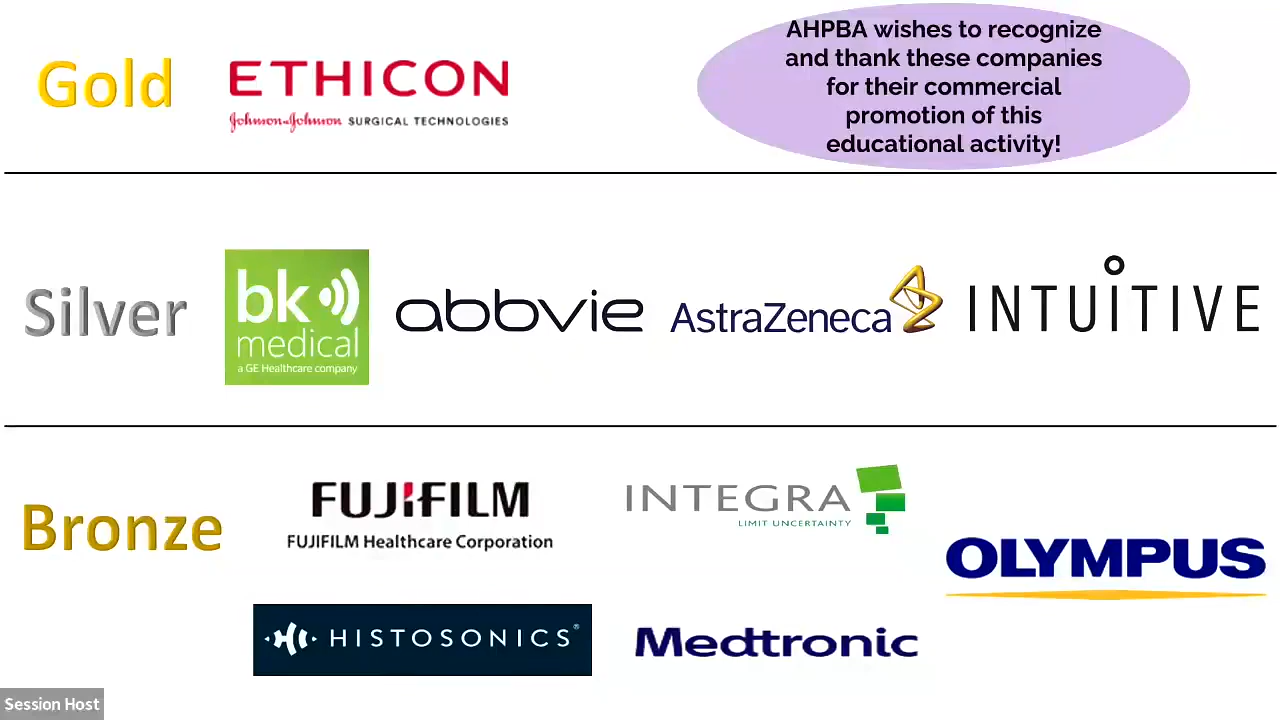 Gold
ETHICON
Johnson&Johnson SURGICAL TECHNOLOGIES
AHPBA wishes to recognize
and thank these companies
for their commercial
promotion of this
educational activity!
Silver
bk
medical
a GE Healthcare company
abbvie
AstraZeneca
INTUITIVE
Bronze
FUJIFILM
FUJIFILM Healthcare Corporation
INTEGRA
LIMIT UNCERTAINTY
OLYMPUS
HISTOSONICS®
Medtronic
Session Host